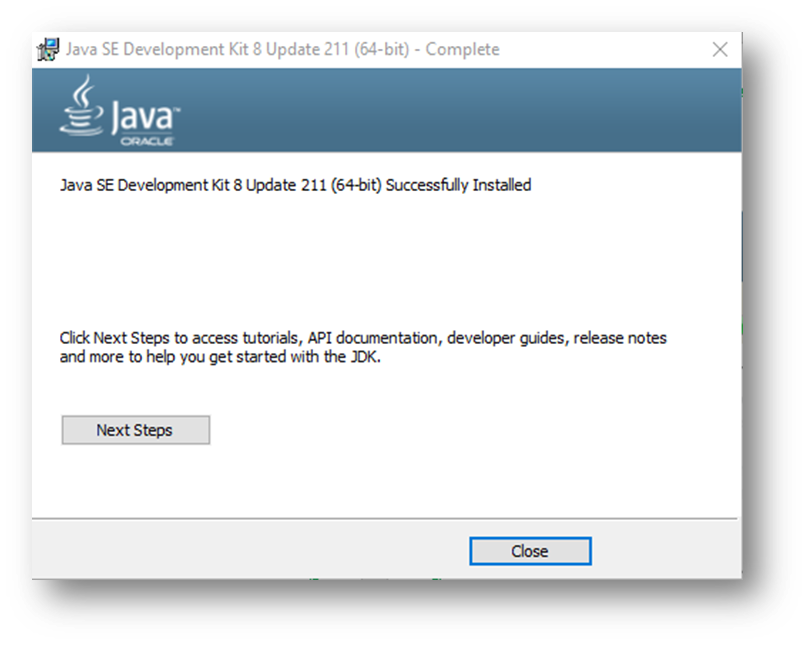 Java SE Development Kit 8 Update 211 (64-bit) - Complete
Java™
ORACLE
Java SE Development Kit 8 Update 211 (64-bit) Successfully Installed
Click Next Steps to access tutorials, API documentation, developer guides, release notes
and more to help you get started with the JDK.
Next Steps
Close